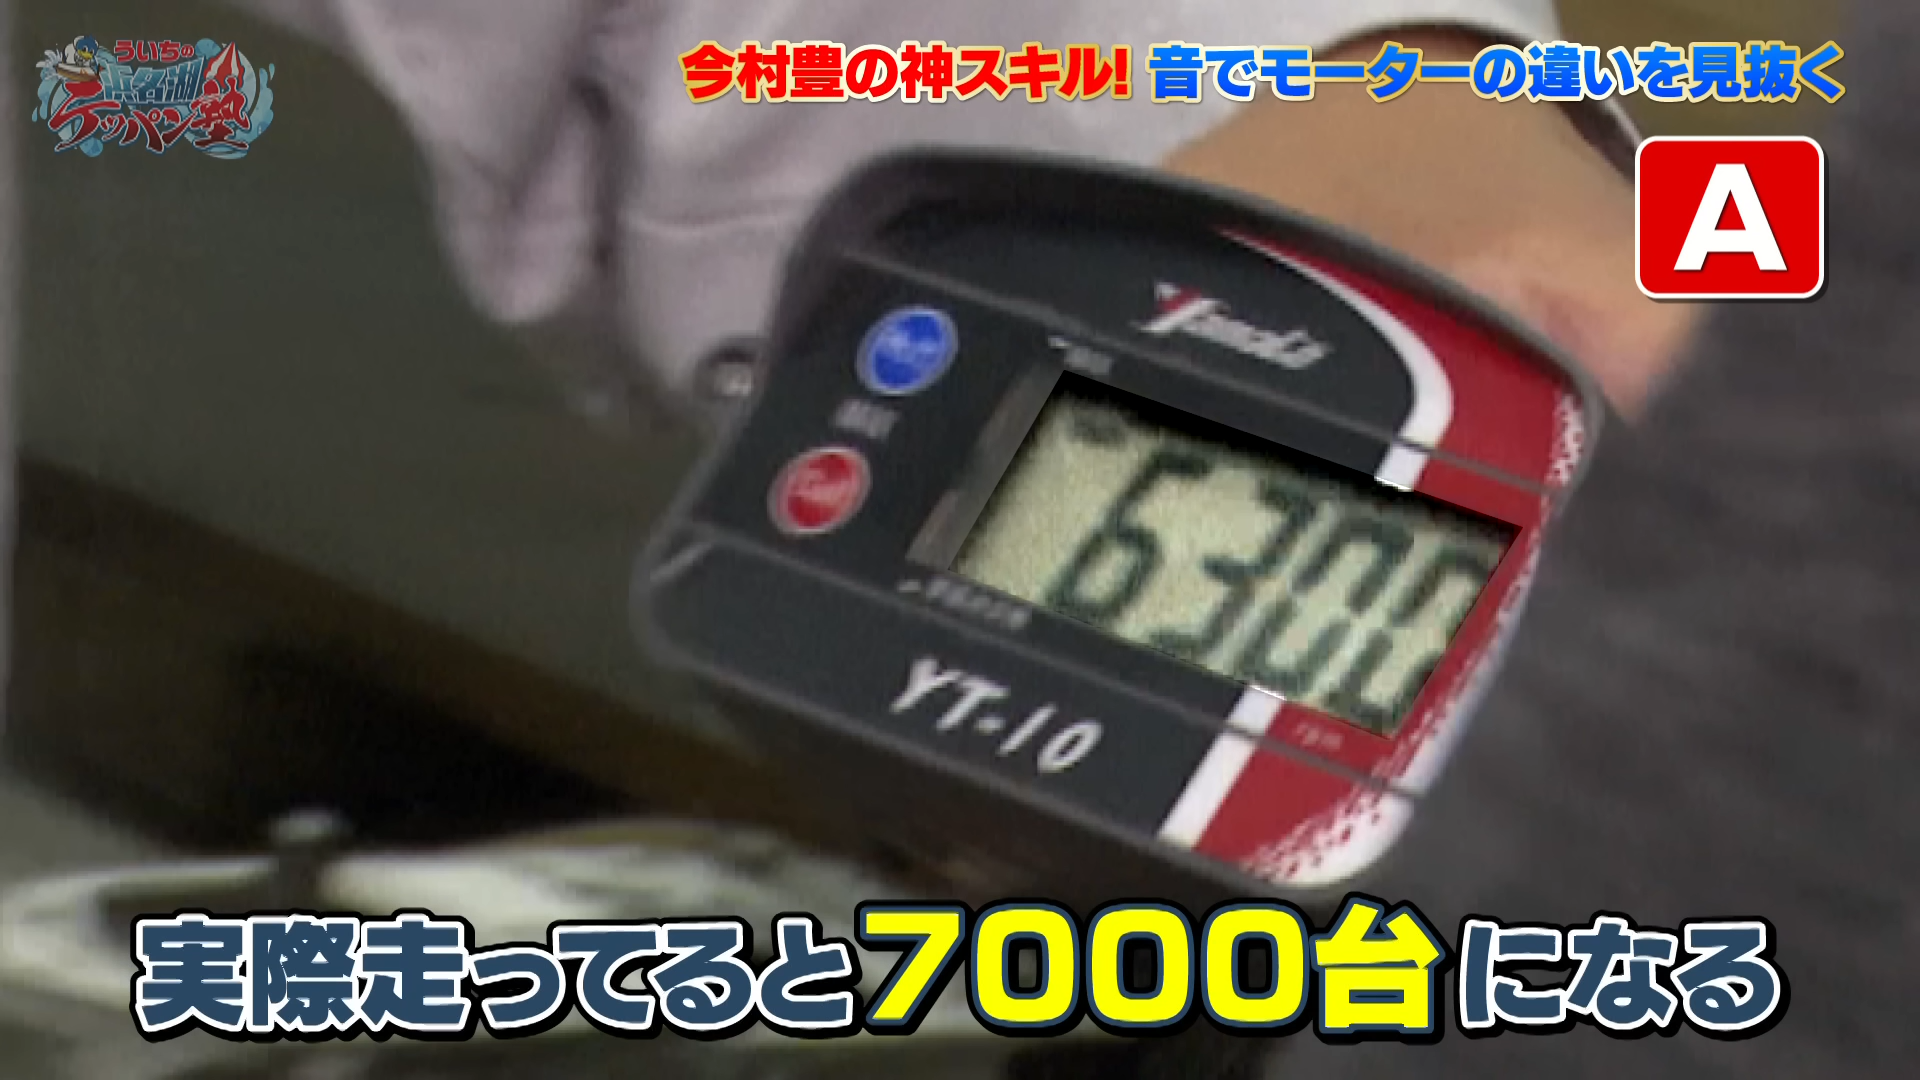 ういちの
浜名湖
テッパン塾
今村豊の神スキル! 音でモーターの違いを見抜く
A
Yamato
6300
rpm
YT-10
実際走ってると7000台になる